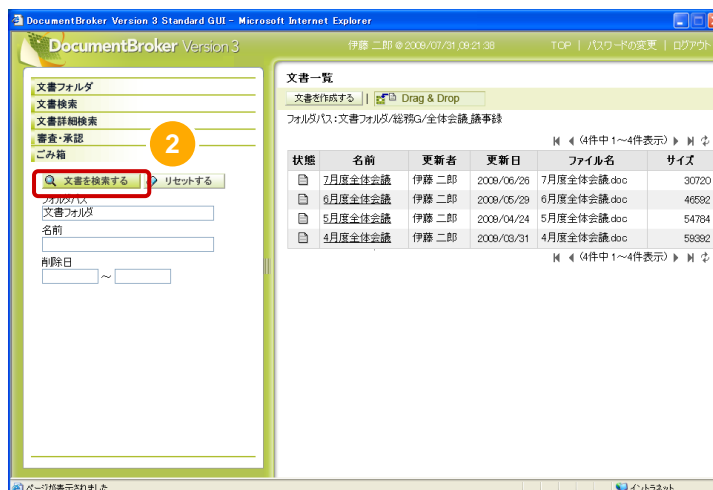 DocumentBroker Version 3 Standard GUI - Microsoft Internet Explorer
DocumentBroker Version 3
伊藤 二郎 @ 2009/07/31,09:21:38 TOP | パスワードの変更 | ログアウト
文書フォルダ
文書検索
文書詳細検索
審査・承認
ごみ箱
2
文書を検索する リセットする
フォルダパス
文書フォルダ
名前
削除日
～
文書一覧
文書を作成する | Drag & Drop
フォルダパス:文書フォルダ/総務G/全体会議_議事録
(4件中 1～4件表示)
状態 名前 更新者 更新日 ファイル名 サイズ
7月度全体会議 伊藤 二郎 2009/06/26 7月度全体会議.doc 30720
6月度全体会議 伊藤 二郎 2009/05/29 6月度全体会議.doc 46592
5月度全体会議 伊藤 二郎 2009/04/24 5月度全体会議.doc 54784
4月度全体会議 伊藤 二郎 2009/03/31 4月度全体会議.doc 59392
(4件中 1～4件表示)
ページが表示されました イントラネット